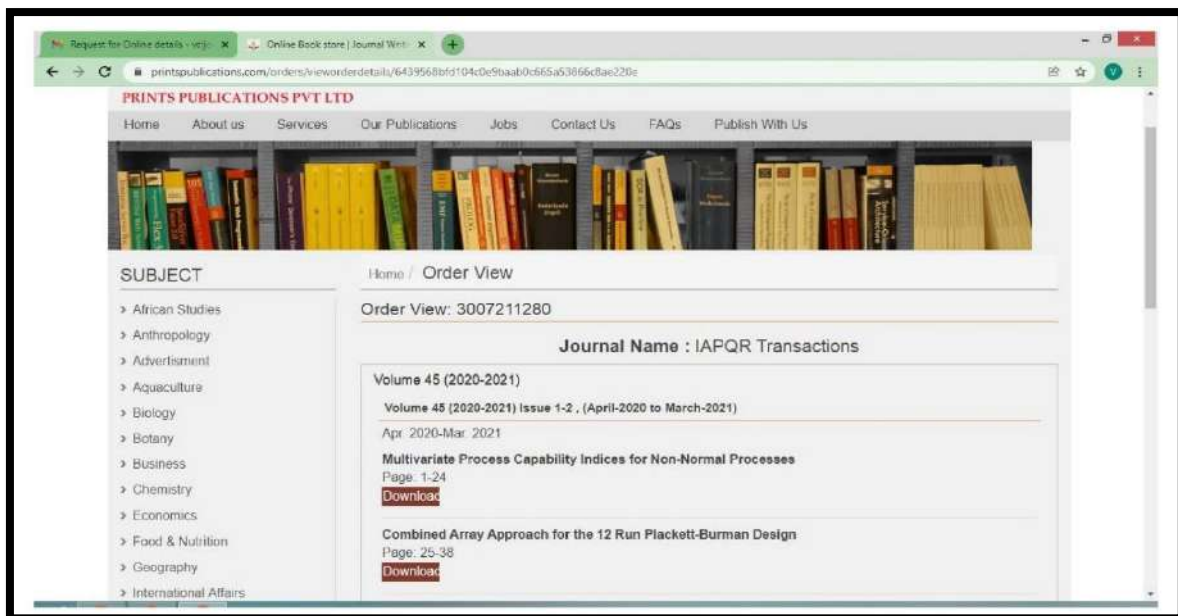 Request for Online details -
Online Book store | Journal Writ
printspublications.com/orders/vieworderdetails/6439568bfd104c0e9baab0c665a53866c8ae220e
V
PRINTS PUBLICATIONS PVT LTD
Home About us Services Our Publications Jobs Contact Us FAQs Publish With Us
SUBJECT
African Studies
Anthropology
Advertisment
Aquaculture
Biology
Botany
Business
Chemistry
Economics
Food & Nutrition
Geography
International Affairs
Home / Order View
Order View: 3007211280
Journal Name : IAPQR Transactions
Volume 45 (2020-2021)
Volume 45 (2020-2021) Issue 1-2 , (April-2020 to March-2021)
Apr. 2020-Mar. 2021
Multivariate Process Capability Indices for Non-Normal Processes
Page: 1-24
Download
Combined Array Approach for the 12 Run Plackett-Burman Design
Page: 25-38
Download